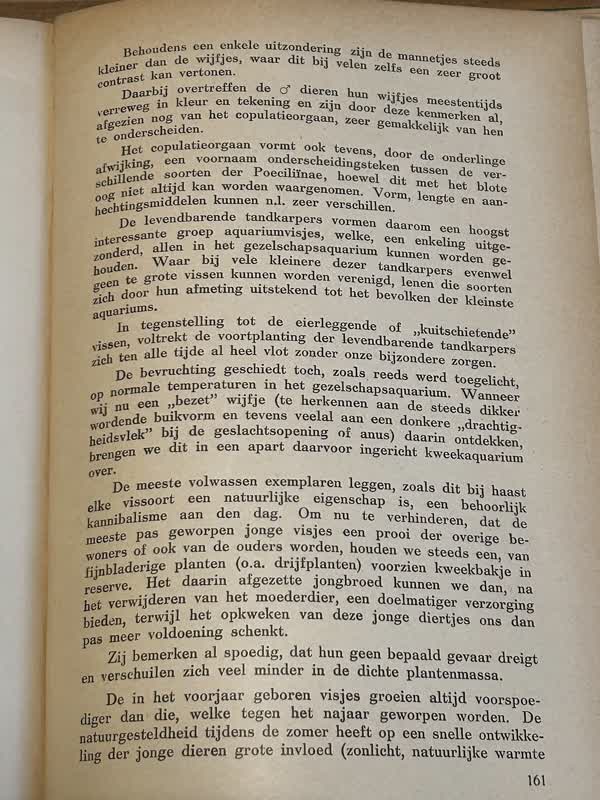 Behoudens een enkele uitzondering zijn de mannetjes steeds
kleiner dan de wijfjes, waar dit bij velen zelfs een zeer groot
contrast kan vertonen.
Daarbij overtreffen de ♂ dieren hun wijfjes meestentijds
verreweg in kleur en tekening en zijn door deze kenmerken al,
afgezien nog van het copulatieorgaan, zeer gemakkelijk van hen
te onderscheiden.
Het copulatieorgaan vormt ook tevens, door de onderlinge
afwijking, een voornaam onderscheidingsteken tussen de ver-
schillende soorten der Poeciliïnae, hoewel dit met het blote
oog niet altijd kan worden waargenomen. Vorm, lengte en aan-
hechtingsmiddelen kunnen n.l. zeer verschillen.
De levendbarende tandkarpers vormen daarom een hoogst
interessante groep aquariumvisjes, welke, een enkeling uitge-
zonderd, allen in het gezelschapsaquarium kunnen worden ge-
houden. Waar bij vele kleinere dezer tandkarpers evenwel
geen te grote vissen kunnen worden verenigd, lenen die soorten
zich door hun afmeting uitstekend tot het bevolken der kleinste
aquariums.
In tegenstelling tot de eierleggende of „kuitschietende”
vissen, voltrekt de voortplanting der levendbarende tandkarpers
zich ten alle tijde al heel vlot zonder onze bijzondere zorgen.
De bevruchting geschiedt toch, zoals reeds werd toegelicht,
op normale temperaturen in het gezelschapsaquarium. Wanneer
wij nu een „bezet” wijfje (te herkennen aan de steeds dikker
wordende buikvorm en tevens veelal aan een donkere „drachtig-
heidsvlek” bij de geslachtsopening of anus) daarin ontdekken,
brengen we dit in een apart daarvoor ingericht kweekaquarium
over.
De meeste volwassen exemplaren leggen, zoals dit bij haast
elke vissoort een natuurlijke eigenschap is, een behoorlijk
kannibalisme aan den dag. Om nu te verhinderen, dat de
meeste pas geworpen jonge visjes een prooi der overige be-
woners of ook van de ouders worden, houden we steeds een, van
fijnbladerige planten (o.a. drijfplanten) voorzien kweekbakje in
reserve. Het daarin afgezette jongbroed kunnen we dan, na
het verwijderen van het moederdier, een doelmatiger verzorging
bieden, terwijl het opkweken van deze jonge diertjes ons dan
pas meer voldoening schenkt.
Zij bemerken al spoedig, dat hun geen bepaald gevaar dreigt
en verschuilen zich veel minder in de dichte plantenmassa.
De in het voorjaar geboren visjes groeien altijd voorspoe-
diger dan die, welke tegen het najaar geworpen worden. De
natuurgesteldheid tijdens de zomer heeft op een snelle ontwikke-
ling der jonge dieren grote invloed (zonlicht, natuurlijke warmte
161